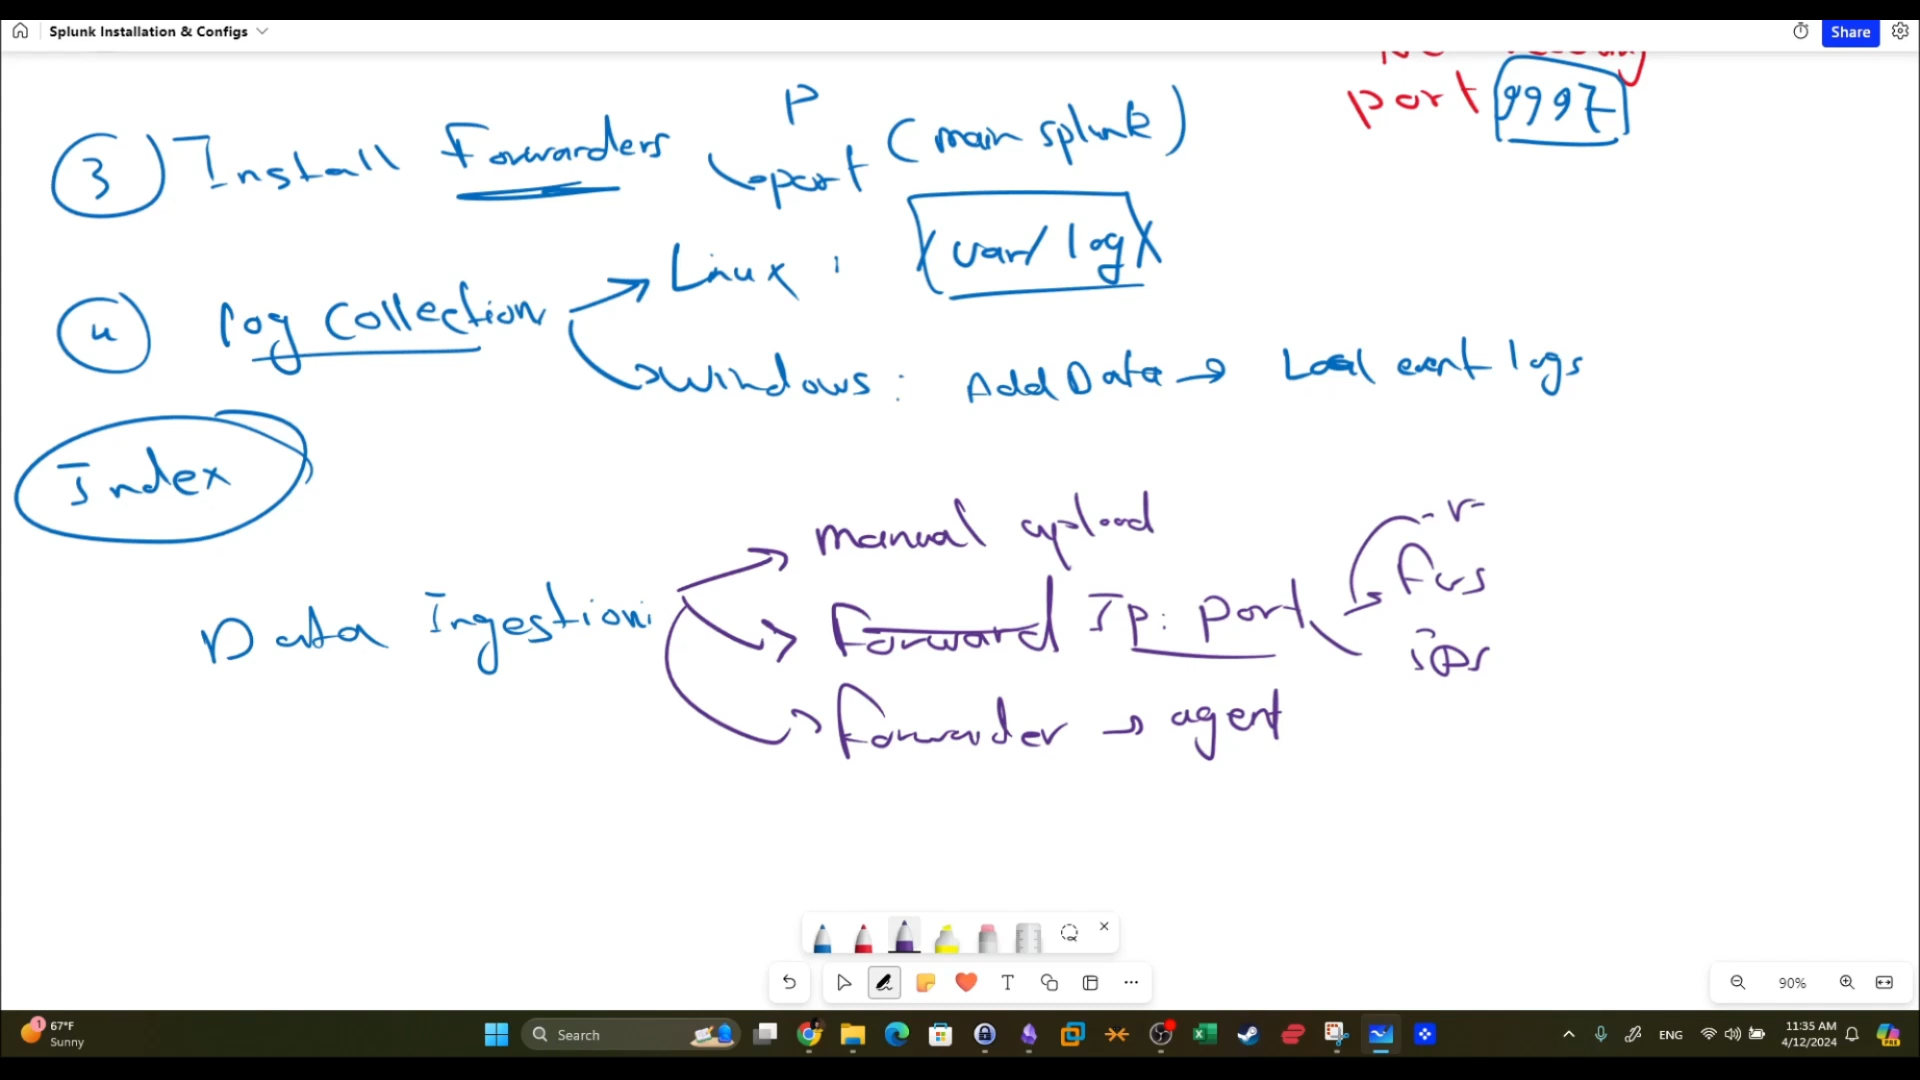 Splunk Installation & Configs
Share
port 9997
P
3 Install Forwarders port (main splunk)
Linux: (var/log)
4 log collection
Windows: Add Data → Local event logs
Index
manual upload
Data Ingestion:
Forward Ip: port
fws
ips
Forwarder → agent
90%
1
67°F
Sunny
Search
ENG
11:35 AM
4/12/2024